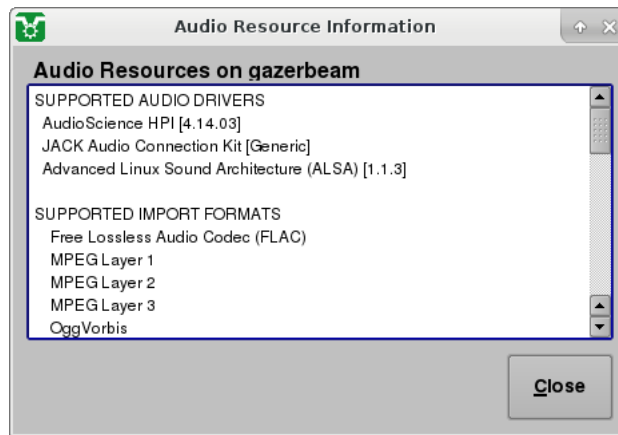 Audio Resource Information
Audio Resources on gazerbeam
SUPPORTED AUDIO DRIVERS
AudioScience HPI [4.14.03]
JACK Audio Connection Kit [Generic]
Advanced Linux Sound Architecture (ALSA) [1.1.3]
SUPPORTED IMPORT FORMATS
Free Lossless Audio Codec (FLAC)
MPEG Layer 1
MPEG Layer 2
MPEG Layer 3
OggVorbis
Close